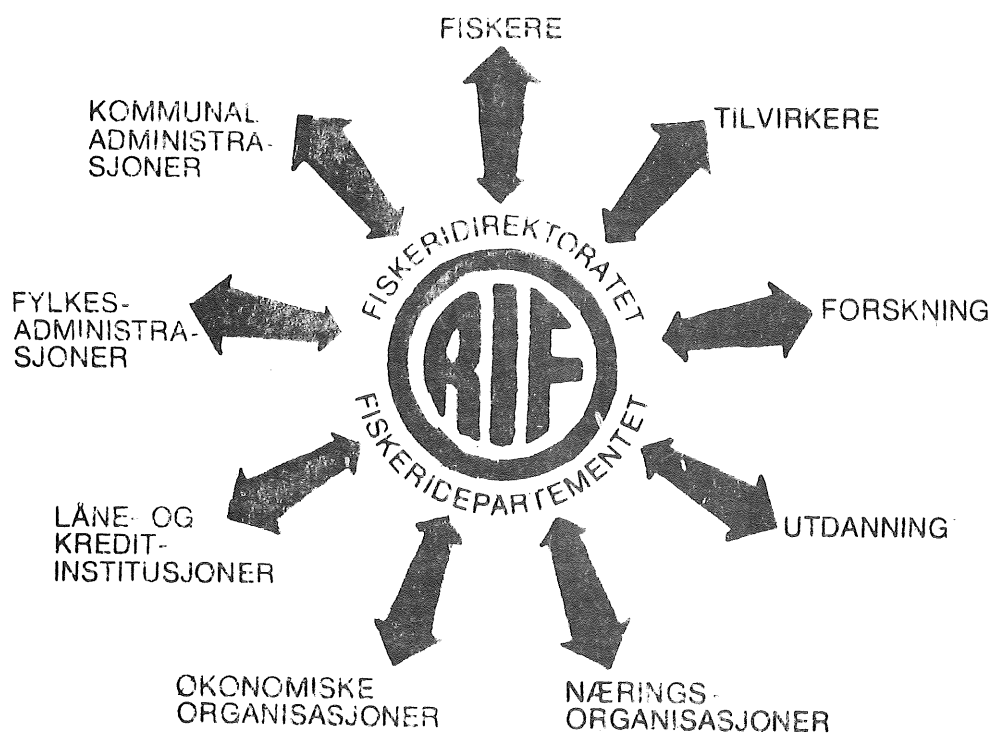 FISKERE
KOMMUNAL
ADMINISTRA-
SJONER
TILVIRKERE
FISKERIDIREKTORATET
FYLKES-
ADMINISTRA-
SJONER
RIF
FORSKNING
FISKERIDEPARTEMENTET
LÅNE- OG
KREDIT-
INSTITUSJONER
UTDANNING
ØKONOMISKE
ORGANISASJONER
NÆRINGS-
ORGANISASJONER